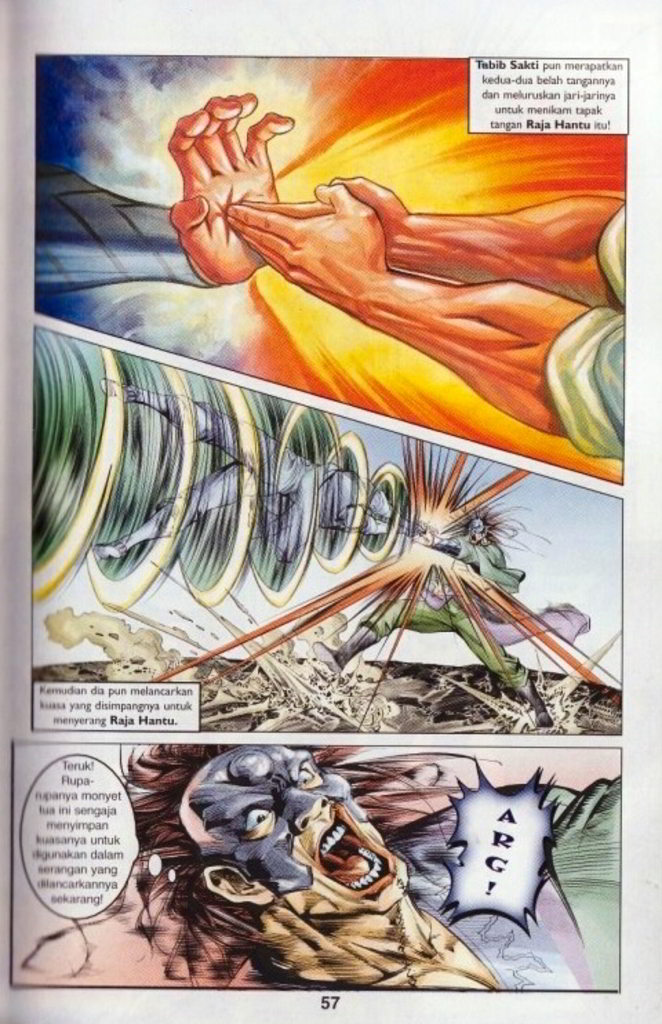 Tabib Sakti pun merapatkan
kedua-dua belah tangannya
dan meluruskan jari-jarinya
untuk menikam tapak
tangan Raja Hantu itu!
Kemudian dia pun melancarkan
kuasa yang disimpangnya untuk
menyerang Raja Hantu.
Teruk!
Rupa-
rupanya monyet
tua ini sengaja
menyimpan
kuasanya untuk
digunakan dalam
serangan yang
dilancarkannya
sekarang!
ARG!
57